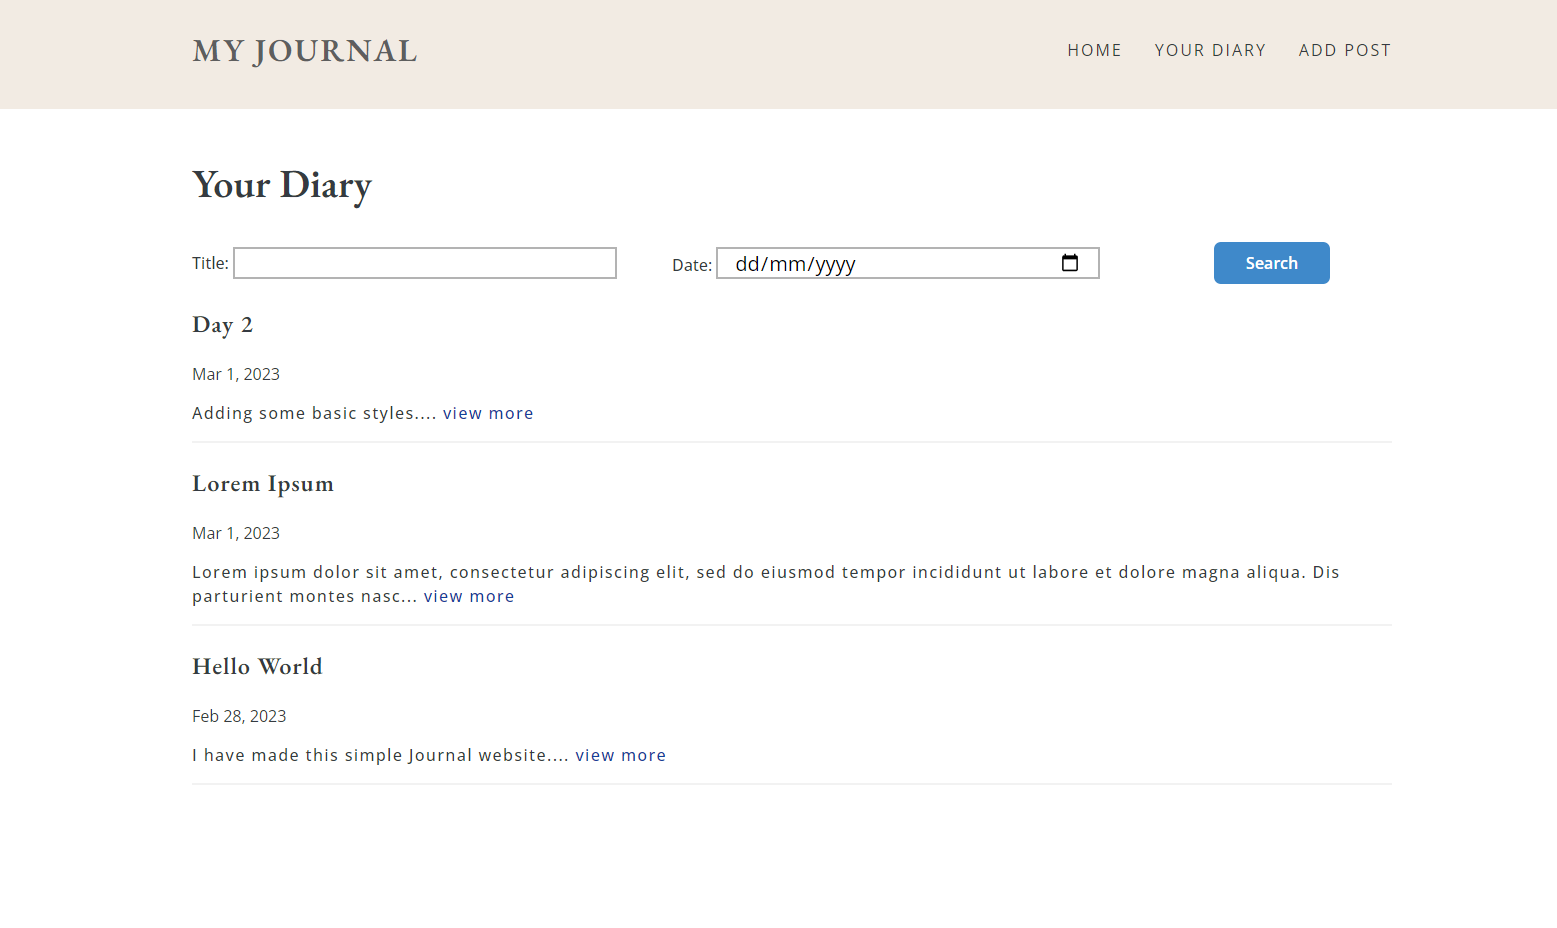 MY JOURNAL
HOME YOUR DIARY ADD POST
Your Diary
Title: Date: dd/mm/yyyy Search
Day 2
Mar 1, 2023
Adding some basic styles.... view more
Lorem Ipsum
Mar 1, 2023
Lorem ipsum dolor sit amet, consectetur adipiscing elit, sed do eiusmod tempor incididunt ut labore et dolore magna aliqua. Dis
parturient montes nasc... view more
Hello World
Feb 28, 2023
I have made this simple Journal website.... view more